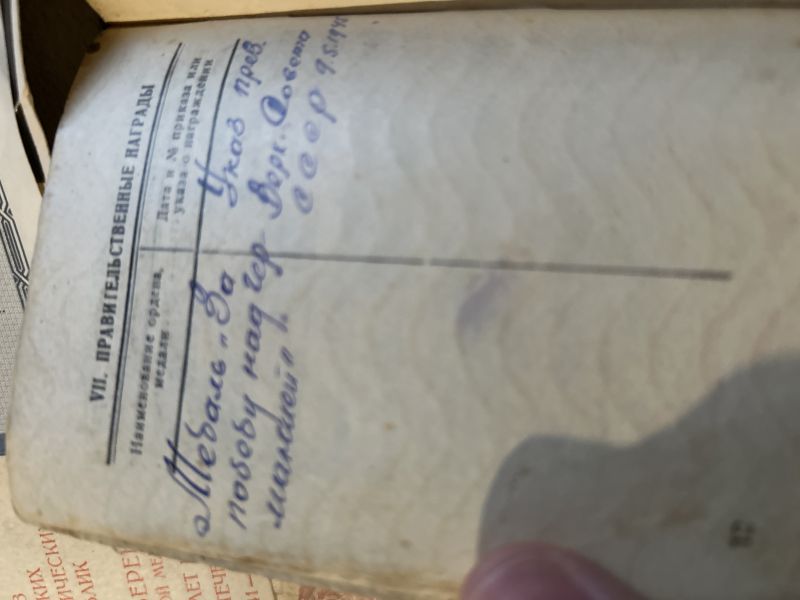 VII. ПРАВИТЕЛЬСТВЕННЫЕ НАГРАДЫ
Наименование ордена,
медали
Дата и № приказа или
указа о награждении
Медаль „За
победу над Гер-
манией“.
Указ През.
Верх. Совета
СССР 9.5.1945